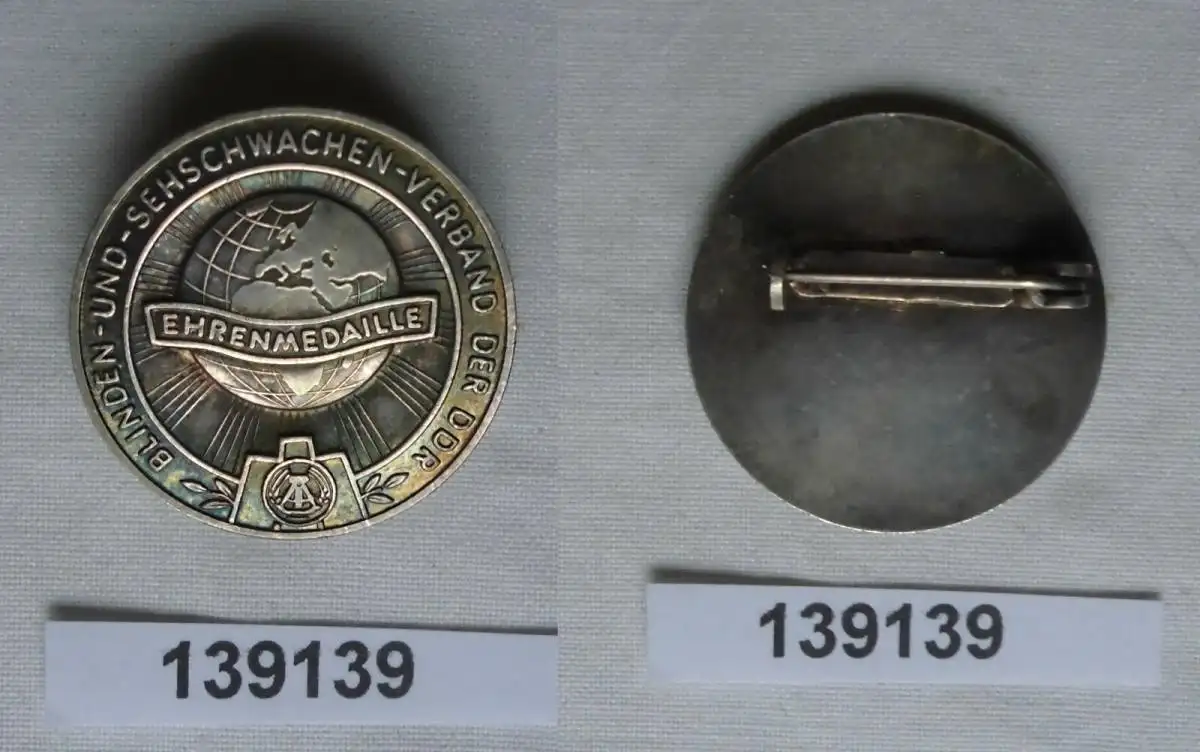 BLINDEN-UND-SEHSCHWACHEN-VERBAND DER DDR
EHRENMEDAILLE
139139
139139